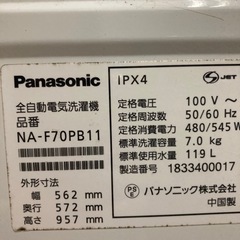 Panasonic
全自動電気洗濯機
品番
NA-F70PB11
外形寸法
幅 562 mm
奥行 572 mm
高さ 957 mm
IPX4
S JET
定格電圧 100 V~
定格周波数 50/60 Hz
定格消費電力 480/545 W
標準洗濯容量 7.0 kg
標準使用水量 119 L
製造番号 1833400017
PS E
パナソニック株式会
中国製